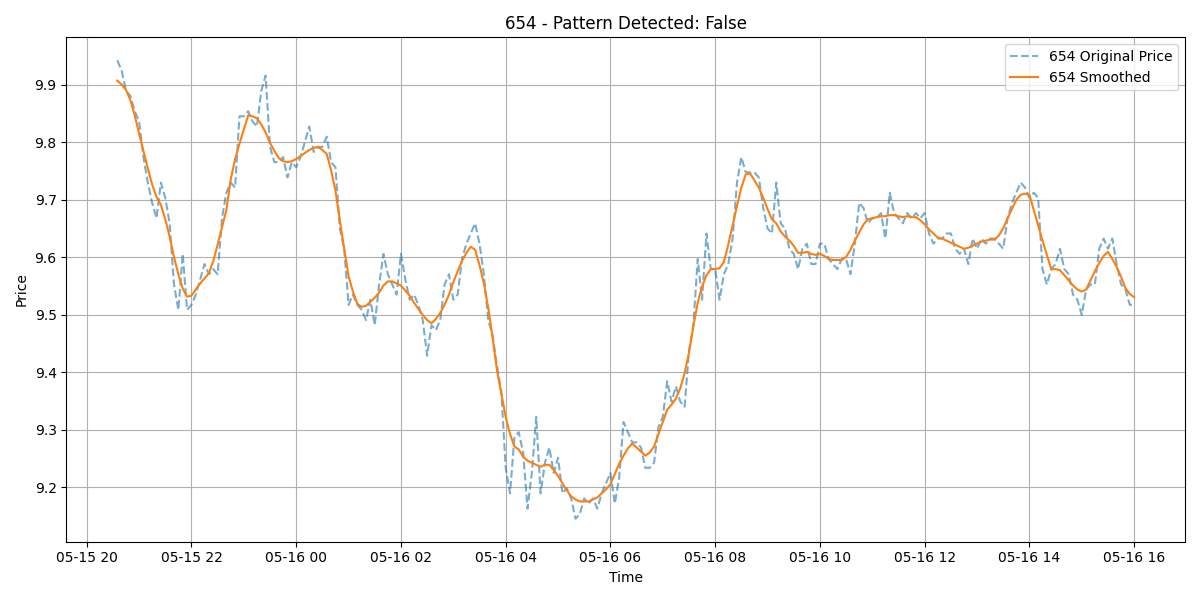 654 - Pattern Detected: False
654 Original Price
654 Smoothed
Price
9.9
9.8
9.7
9.6
9.5
9.4
9.3
9.2
05-15 20 05-15 22 05-16 00 05-16 02 05-16 04 05-16 06 05-16 08 05-16 10 05-16 12 05-16 14 05-16 16
Time